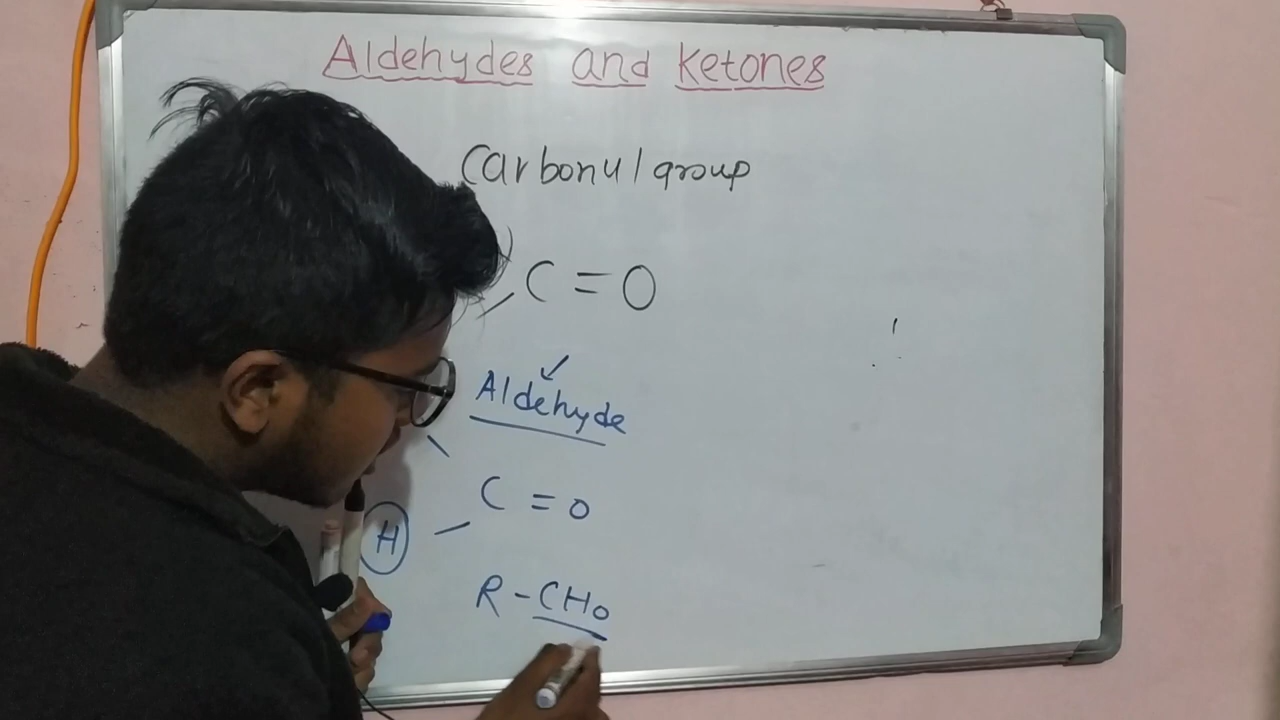 Aldehydes and Ketones
Carbonyl group
C = O
Aldehyde
C = O
H
R - CHO